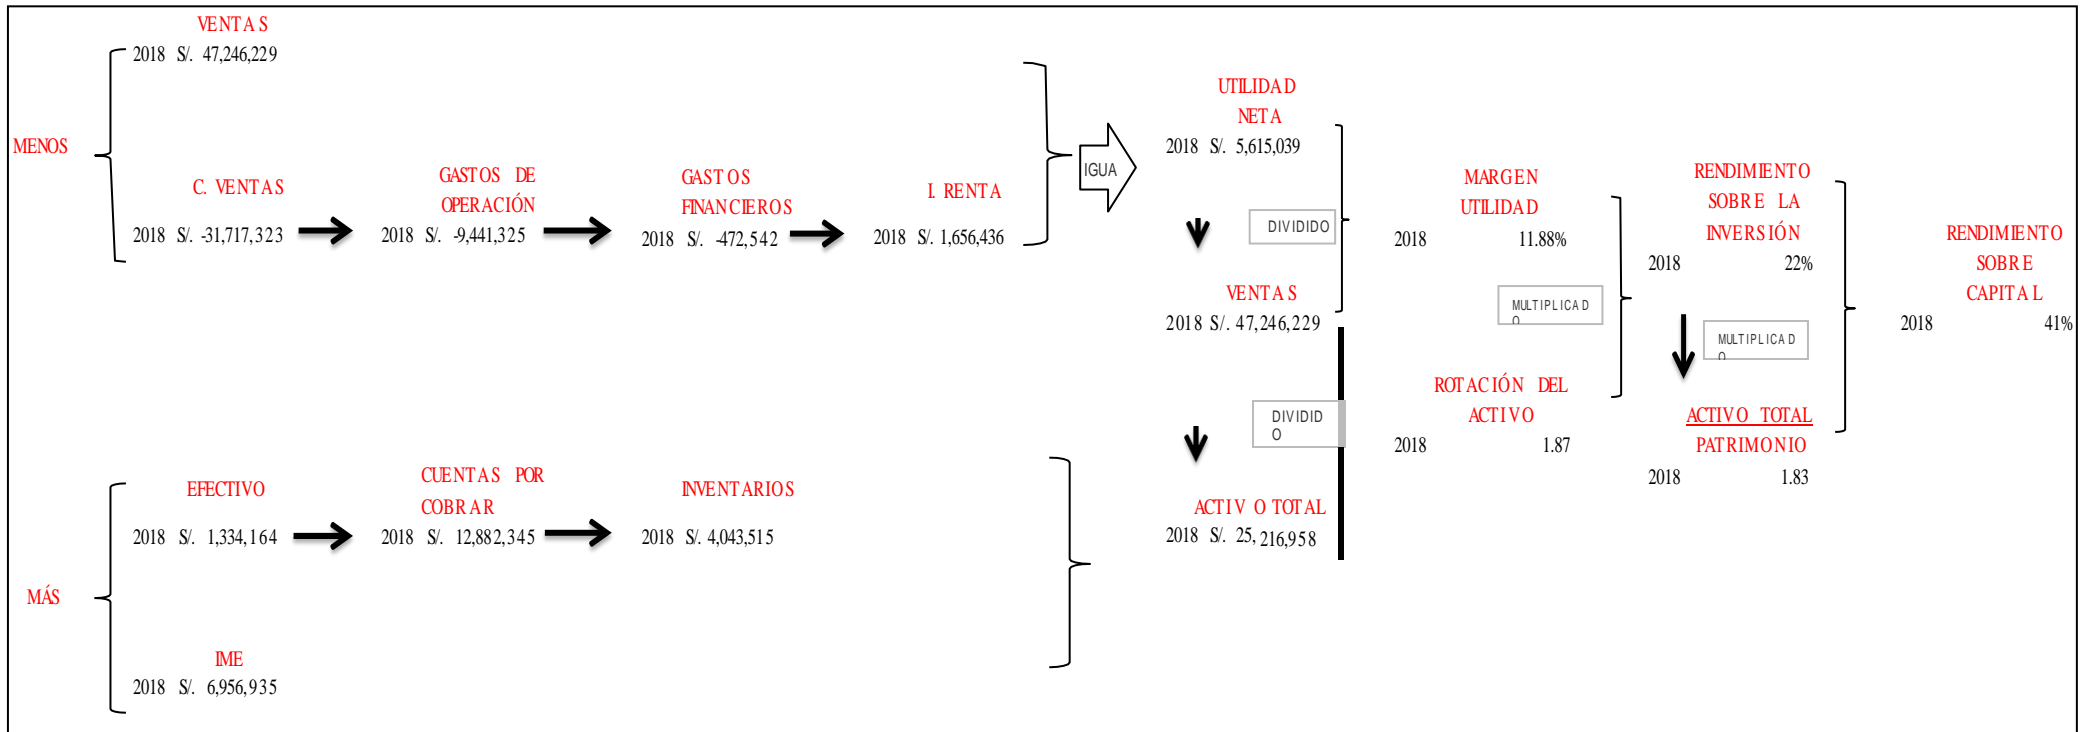 VENTAS
2018 S/. 47,246,229
MENOS
C. VENTAS
2018 S/. -31,717,323
GASTOS DE
OPERACIÓN
2018 S/. -9,441,325
GASTOS
FINANCIEROS
2018 S/. -472,542
I. RENTA
2018 S/. 1,656,436
IGUA
UTILIDAD
NETA
2018 S/. 5,615,039
DIVIDIDO
VENTAS
2018 S/. 47,246,229
DIVIDID
O
ACTIVO TOTAL
2018 S/. 25,216,958
MARGEN
UTILIDAD
2018 11.88%
MULTIPLICAD
O
ROTACIÓN DEL
ACTIVO
2018 1.87
RENDIMIENTO
SOBRE LA
INVERSIÓN
2018 22%
MULTIPLICAD
O
ACTIVO TOTAL
PATRIMONIO
2018 1.83
RENDIMIENTO
SOBRE
CAPITAL
2018 41%
EFECTIVO
2018 S/. 1,334,164
CUENTAS POR
COBRAR
2018 S/. 12,882,345
INVENTARIOS
2018 S/. 4,043,515
MÁS
IME
2018 S/. 6,956,935